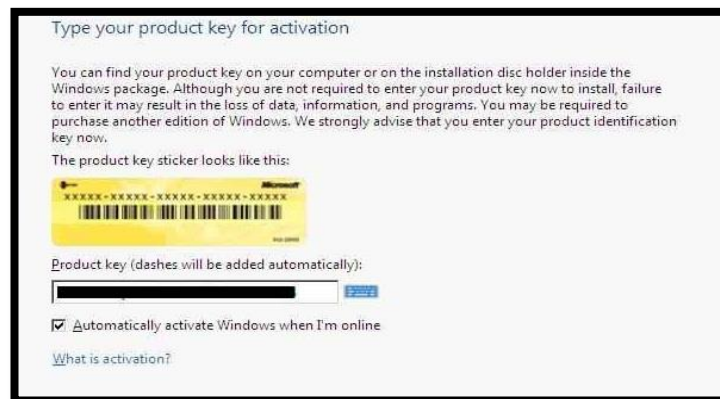 Type your product key for activation
You can find your product key on your computer or on the installation disc holder inside the
Windows package. Although you are not required to enter your product key now to install, failure
to enter it may result in the loss of data, information, and programs. You may be required to
purchase another edition of Windows. We strongly advise that you enter your product identification
key now.
The product key sticker looks like this:
Microsoft
XXXXX-XXXXX-XXXXX-XXXXX-XXXXX
Product key (dashes will be added automatically):
Automatically activate Windows when I'm online
What is activation?